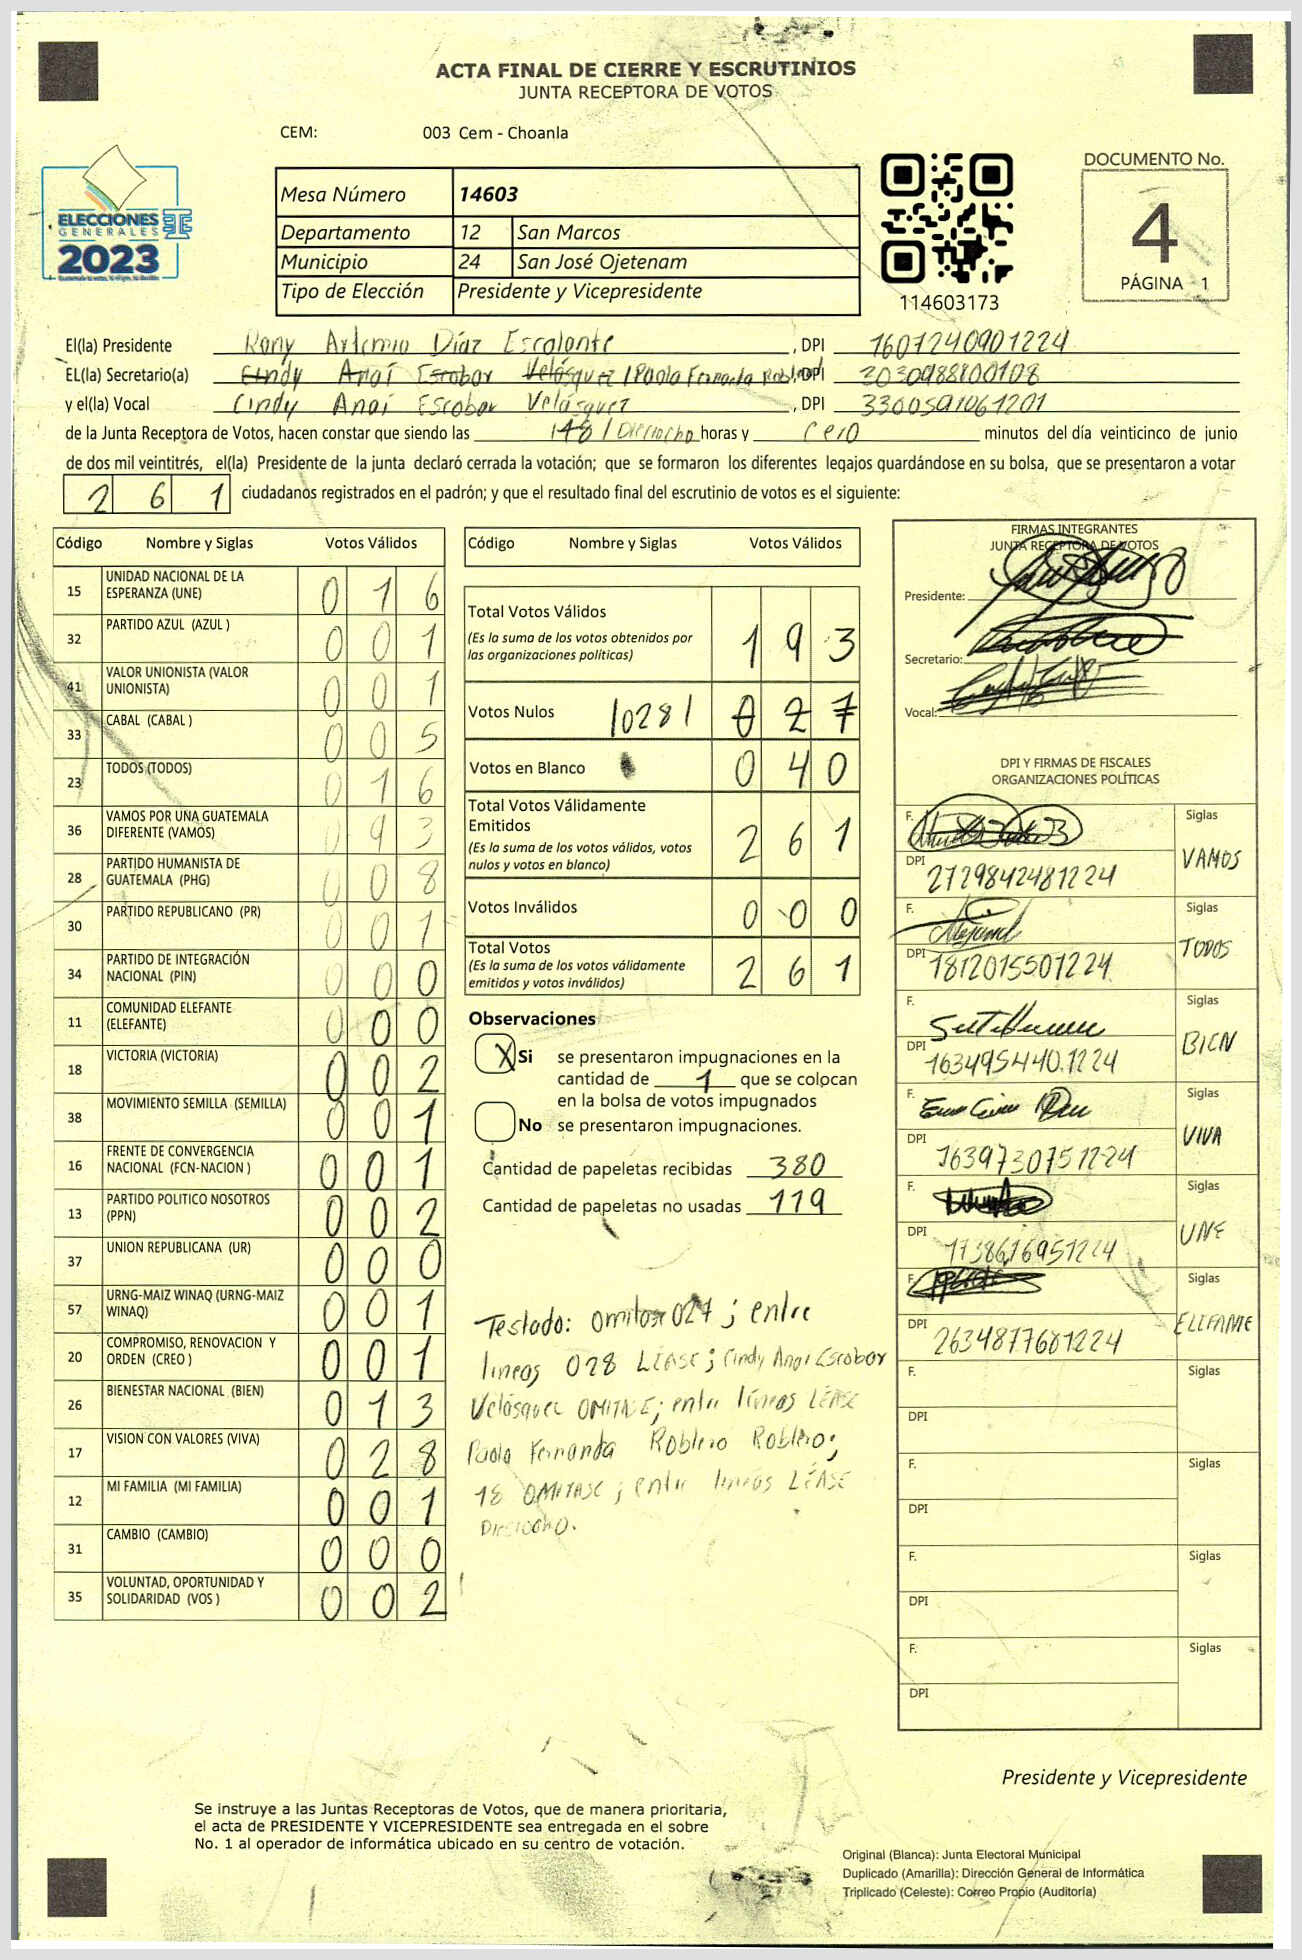 ACTA FINAL DE CIERRE Y ESCRUTINIOS
JUNTA RECEPTORA DE VOTOS
CEM: 003 Cem - Choanla
ELECCIONES
GENERALES
2023
Mesa Número 14603
Departamento 12 San Marcos
Municipio 24 San José Ojetenam
Tipo de Elección Presidente y Vicepresidente
114603173
DOCUMENTO No.
4
PÁGINA 1
El(la) Presidente Rony Artemio Díaz Escalante , DPI 1607240901224
EL(la) Secretario(a) Cindy Anaí Escobar Velásquez / Paola Fernanda , DPI 3030988800108
y el(la) Vocal Cindy Anaí Escobar Velásquez , DPI 3300591061201
de la Junta Receptora de Votos, hacen constar que siendo las 18 / Dieciocho horas y cero minutos del día veinticinco de junio
de dos mil veintitrés, el(la) Presidente de la junta declaró cerrada la votación; que se formaron los diferentes legajos guardándose en su bolsa, que se presentaron a votar
2 6 1 ciudadanos registrados en el padrón; y que el resultado final del escrutinio de votos es el siguiente:
Código Nombre y Siglas Votos Válidos
15 UNIDAD NACIONAL DE LA ESPERANZA (UNE) 0 1 6
32 PARTIDO AZUL (AZUL ) 0 0 1
41 VALOR UNIONISTA (VALOR UNIONISTA) 0 0 1
33 CABAL (CABAL ) 0 0 5
23 TODOS (TODOS) 0 1 6
36 VAMOS POR UNA GUATEMALA DIFERENTE (VAMOS) 0 9 3
28 PARTIDO HUMANISTA DE GUATEMALA (PHG) 0 0 8
30 PARTIDO REPUBLICANO (PR) 0 0 1
34 PARTIDO DE INTEGRACIÓN NACIONAL (PIN) 0 0 0
11 COMUNIDAD ELEFANTE (ELEFANTE) 0 0 0
18 VICTORIA (VICTORIA) 0 0 2
38 MOVIMIENTO SEMILLA (SEMILLA) 0 0 1
16 FRENTE DE CONVERGENCIA NACIONAL (FCN-NACION ) 0 0 1
13 PARTIDO POLITICO NOSOTROS (PPN) 0 0 2
37 UNION REPUBLICANA (UR) 0 0 0
57 URNG-MAIZ WINAQ (URNG-MAIZ WINAQ) 0 0 1
20 COMPROMISO, RENOVACION Y ORDEN (CREO ) 0 0 1
26 BIENESTAR NACIONAL (BIEN) 0 1 3
17 VISION CON VALORES (VIVA) 0 2 8
12 MI FAMILIA (MI FAMILIA) 0 0 1
31 CAMBIO (CAMBIO) 0 0 0
35 VOLUNTAD, OPORTUNIDAD Y SOLIDARIDAD (VOS ) 0 0 2
Código Nombre y Siglas Votos Válidos
Total Votos Válidos 1 9 3
(Es la suma de los votos obtenidos por
las organizaciones políticas)
Votos Nulos /028/ 0 2 7
Votos en Blanco 0 4 0
Total Votos Válidamente
Emitidos 2 6 1
(Es la suma de los votos válidos, votos
nulos y votos en blanco)
Votos Inválidos 0 0 0
Total Votos 2 6 1
(Es la suma de los votos válidamente
emitidos y votos inválidos)
Observaciones
X Si se presentaron impugnaciones en la
cantidad de 1 que se colocan
en la bolsa de votos impugnados
No se presentaron impugnaciones.
Cantidad de papeletas recibidas 380
Cantidad de papeletas no usadas 119
Testado: 027 ; entre
lineas 028 LÉASE; Cindy Anaí Escobar
Velásquez OMITASE; entre líneas LÉASE
Paola Fernanda Roblero Roblero;
18 OMITASE ; entre lineas LÉASE
Dieciocho.
FIRMAS INTEGRANTES
JUNTA RECEPTORA DE VOTOS
Presidente:
Secretario:
Vocal:
DPI Y FIRMAS DE FISCALES
ORGANIZACIONES POLÍTICAS
F. Siglas
DPI 2729842481224 VAMOS
F. Siglas
DPI 1812015501224 TODOS
F. Siglas
DPI 1634954401224 BIEN
F. Siglas
DPI 1639730751224 VIVA
F. Siglas
DPI 1738616951224 UNE
F. Siglas
DPI 2634877681224 ELEFANTE
F. Siglas
DPI
F. Siglas
DPI
F. Siglas
DPI
F. Siglas
DPI
Presidente y Vicepresidente
Se instruye a las Juntas Receptoras de Votos, que de manera prioritaria,
el acta de PRESIDENTE Y VICEPRESIDENTE sea entregada en el sobre
No. 1 al operador de informática ubicado en su centro de votación.
Original (Blanca): Junta Electoral Municipal
Duplicado (Amarilla): Dirección General de Informática
Triplicado (Celeste): Correo Propio (Auditoría)